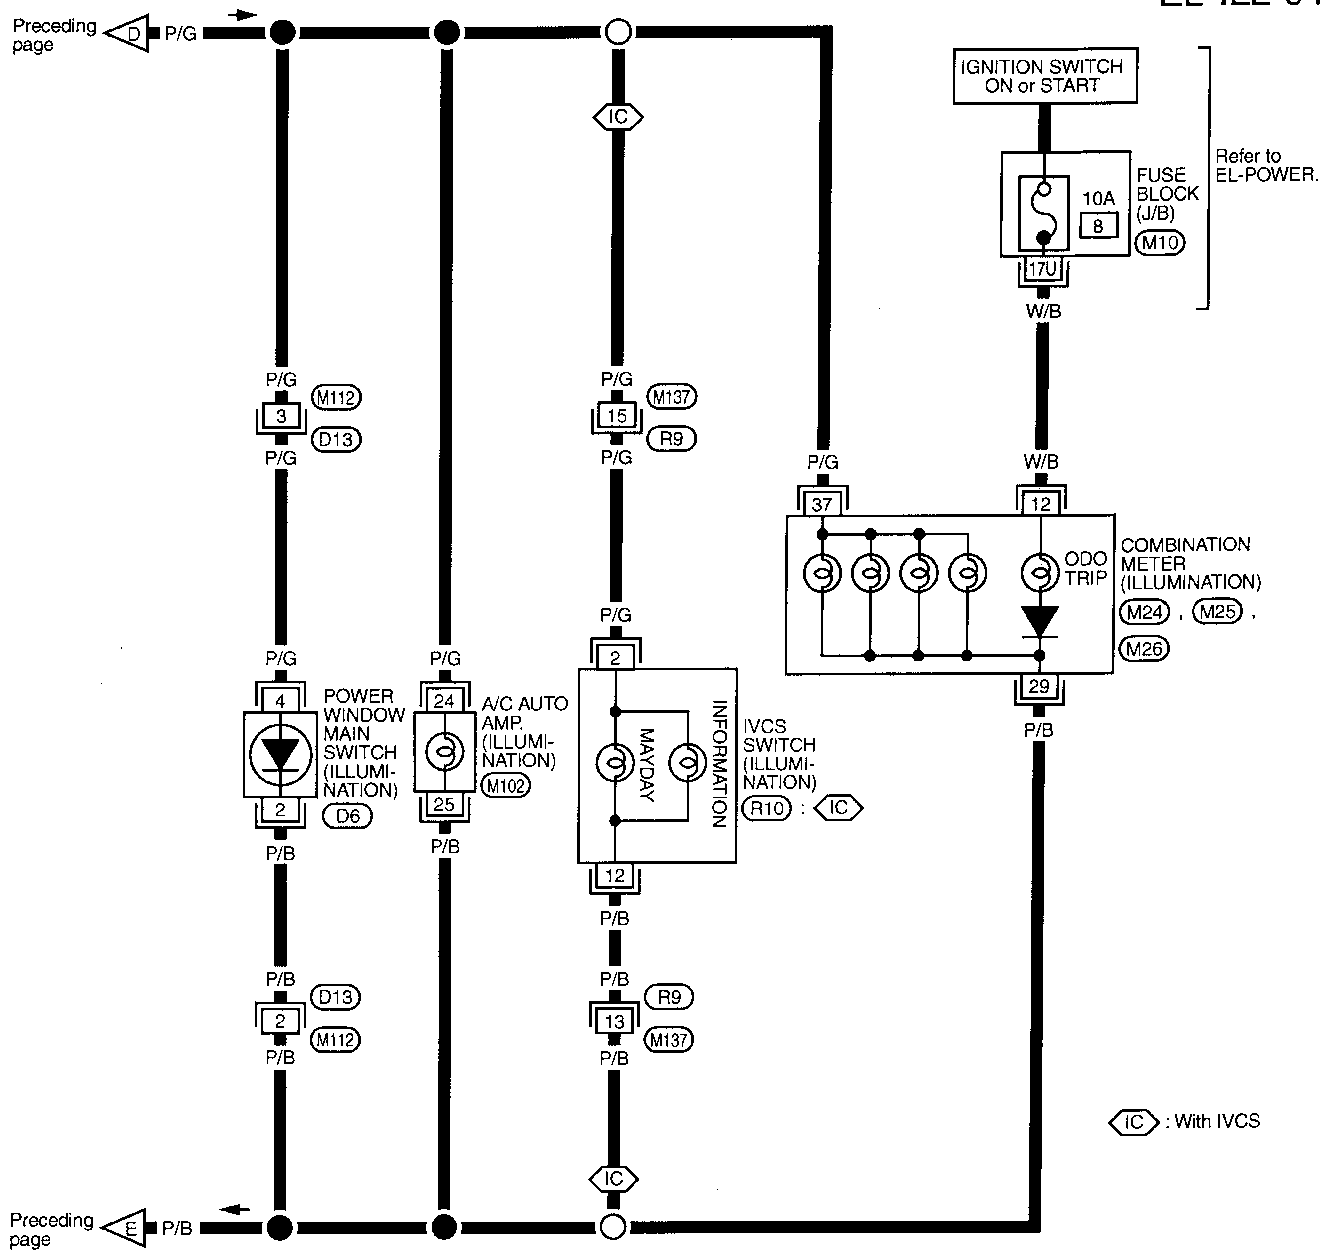 Preceding
page
D
P/G
IGNITION SWITCH
ON or START
Refer to
EL-POWER.
FUSE
BLOCK
(J/B)
M10
10A
8
17U
W/B
IC
P/G
3
M112
D13
P/G
P/G
15
M137
R9
P/G
P/G
37
W/B
12
ODO
TRIP
COMBINATION
METER
(ILLUMINATION)
M24 , M25 ,
M26
29
P/B
P/G
4
POWER
WINDOW
MAIN
SWITCH
(ILLUMI-
NATION)
D6
2
P/B
P/G
24
A/C AUTO
AMP.
(ILLUMI-
NATION)
M102
25
P/B
P/G
2
MAYDAY
INFORMATION
IVCS
SWITCH
(ILLUMI-
NATION)
R10 : IC
12
P/B
P/B
D13
2
M112
P/B
P/B
R9
13
M137
P/B
IC
IC : With IVCS
Preceding
page
E
P/B